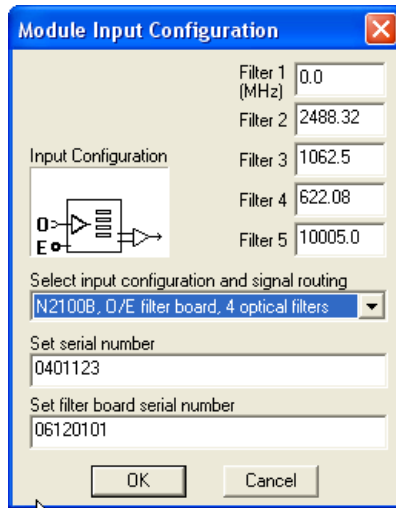 Module Input Configuration
Filter 1 0.0
(MHz)
Filter 2 2488.32
Input Configuration
Filter 3 1062.5
Filter 4 622.08
O
E
Filter 5 10005.0
Select input configuration and signal routing
N2100B, O/E filter board, 4 optical filters
Set serial number
0401123
Set filter board serial number
06120101
OK Cancel